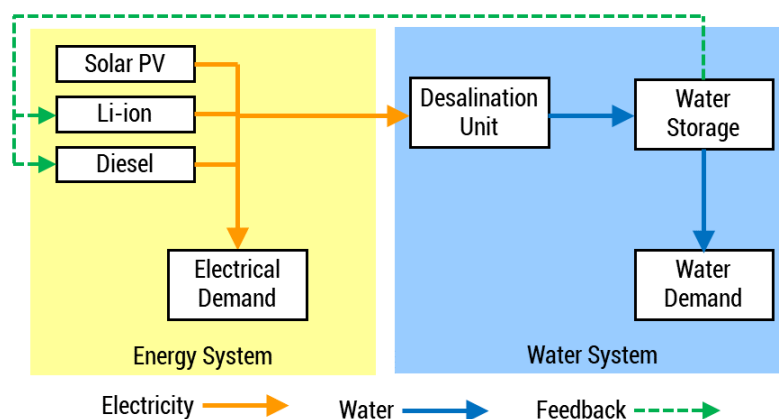 Solar PV
Li-ion
Diesel
Desalination
Unit
Water
Storage
Electrical
Demand
Water
Demand
Energy System
Water System
Electricity
Water
Feedback